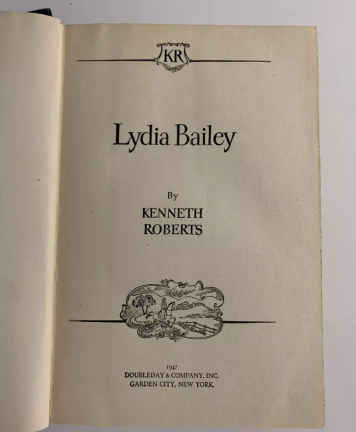 KR
Lydia Bailey
By
KENNETH
ROBERTS
1947
DOUBLEDAY & COMPANY, INC.
GARDEN CITY, NEW YORK.